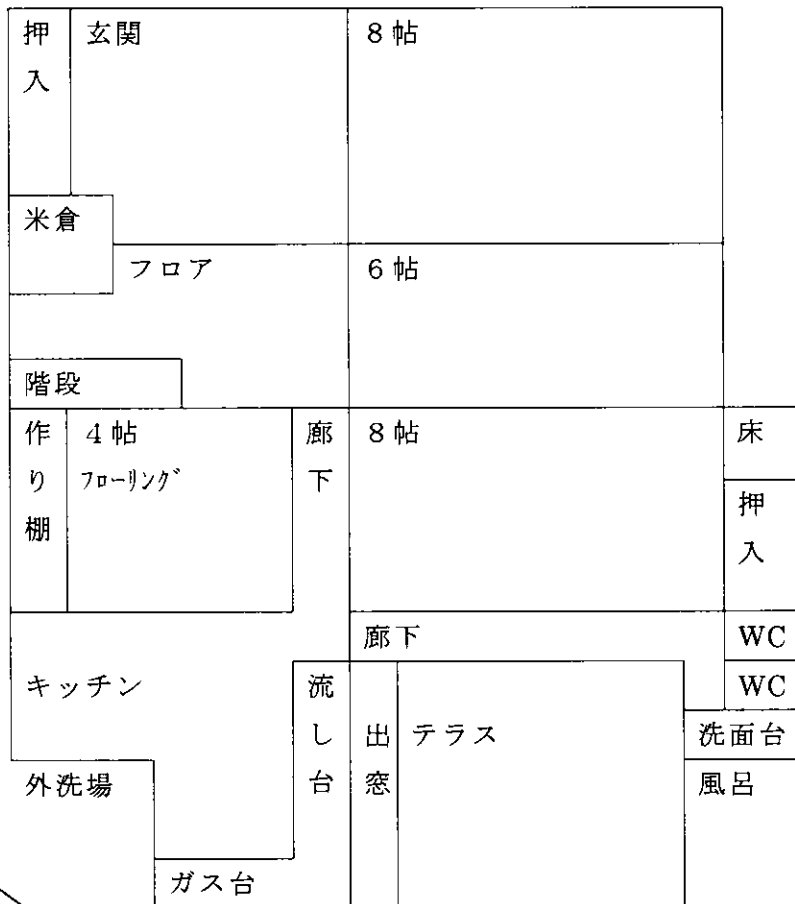 押入
玄関
8帖
米倉
フロア
6帖
階段
作り棚
4帖
フローリング
廊下
8帖
床
押入
廊下
WC
キッチン
流し台
出窓
テラス
WC
洗面台
外洗場
風呂
ガス台